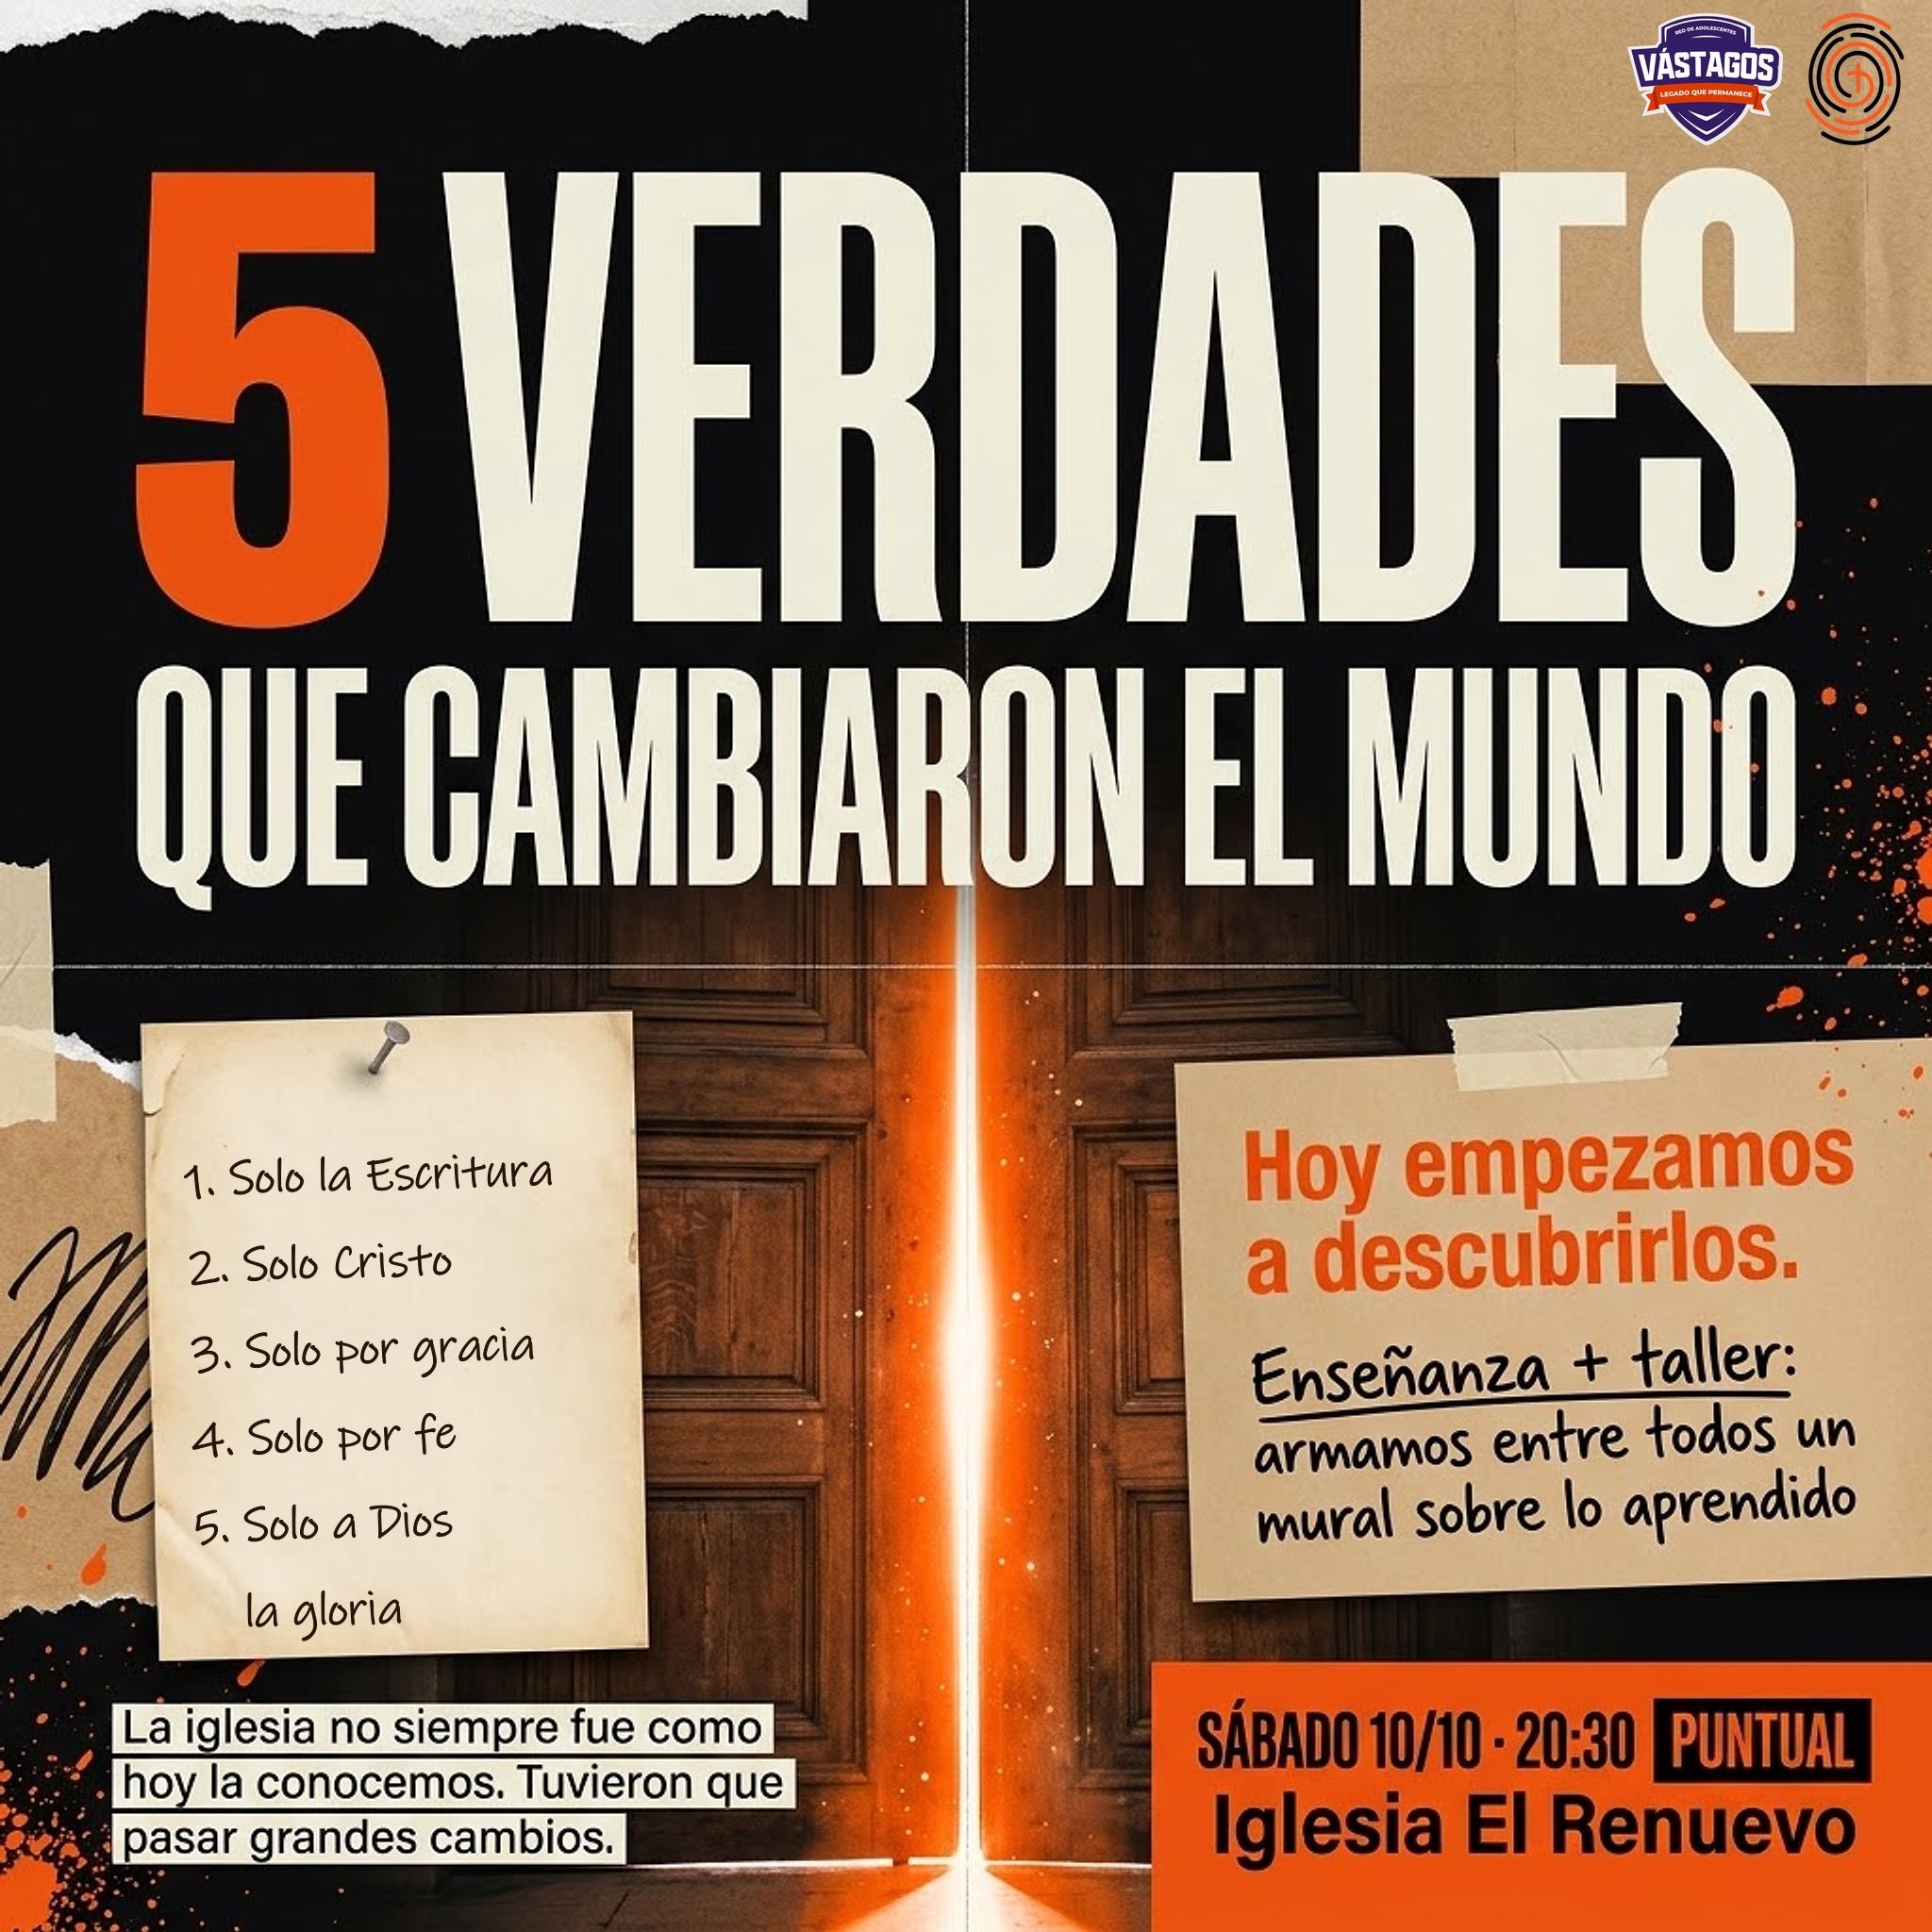 RED DE ADOLESCENTES
VÁSTAGOS
LEGADO QUE PERMANECE
5 VERDADES
QUE CAMBIARON EL MUNDO
1. Solo la Escritura
2. Solo Cristo
3. Solo por gracia
4. Solo por fe
5. Solo a Dios
la gloria
Hoy empezamos
a descubrirlos.
Enseñanza + taller:
armamos entre todos un
mural sobre lo aprendido
La iglesia no siempre fue como
hoy la conocemos. Tuvieron que
pasar grandes cambios.
SÁBADO 10/10 · 20:30 PUNTUAL
Iglesia El Renuevo